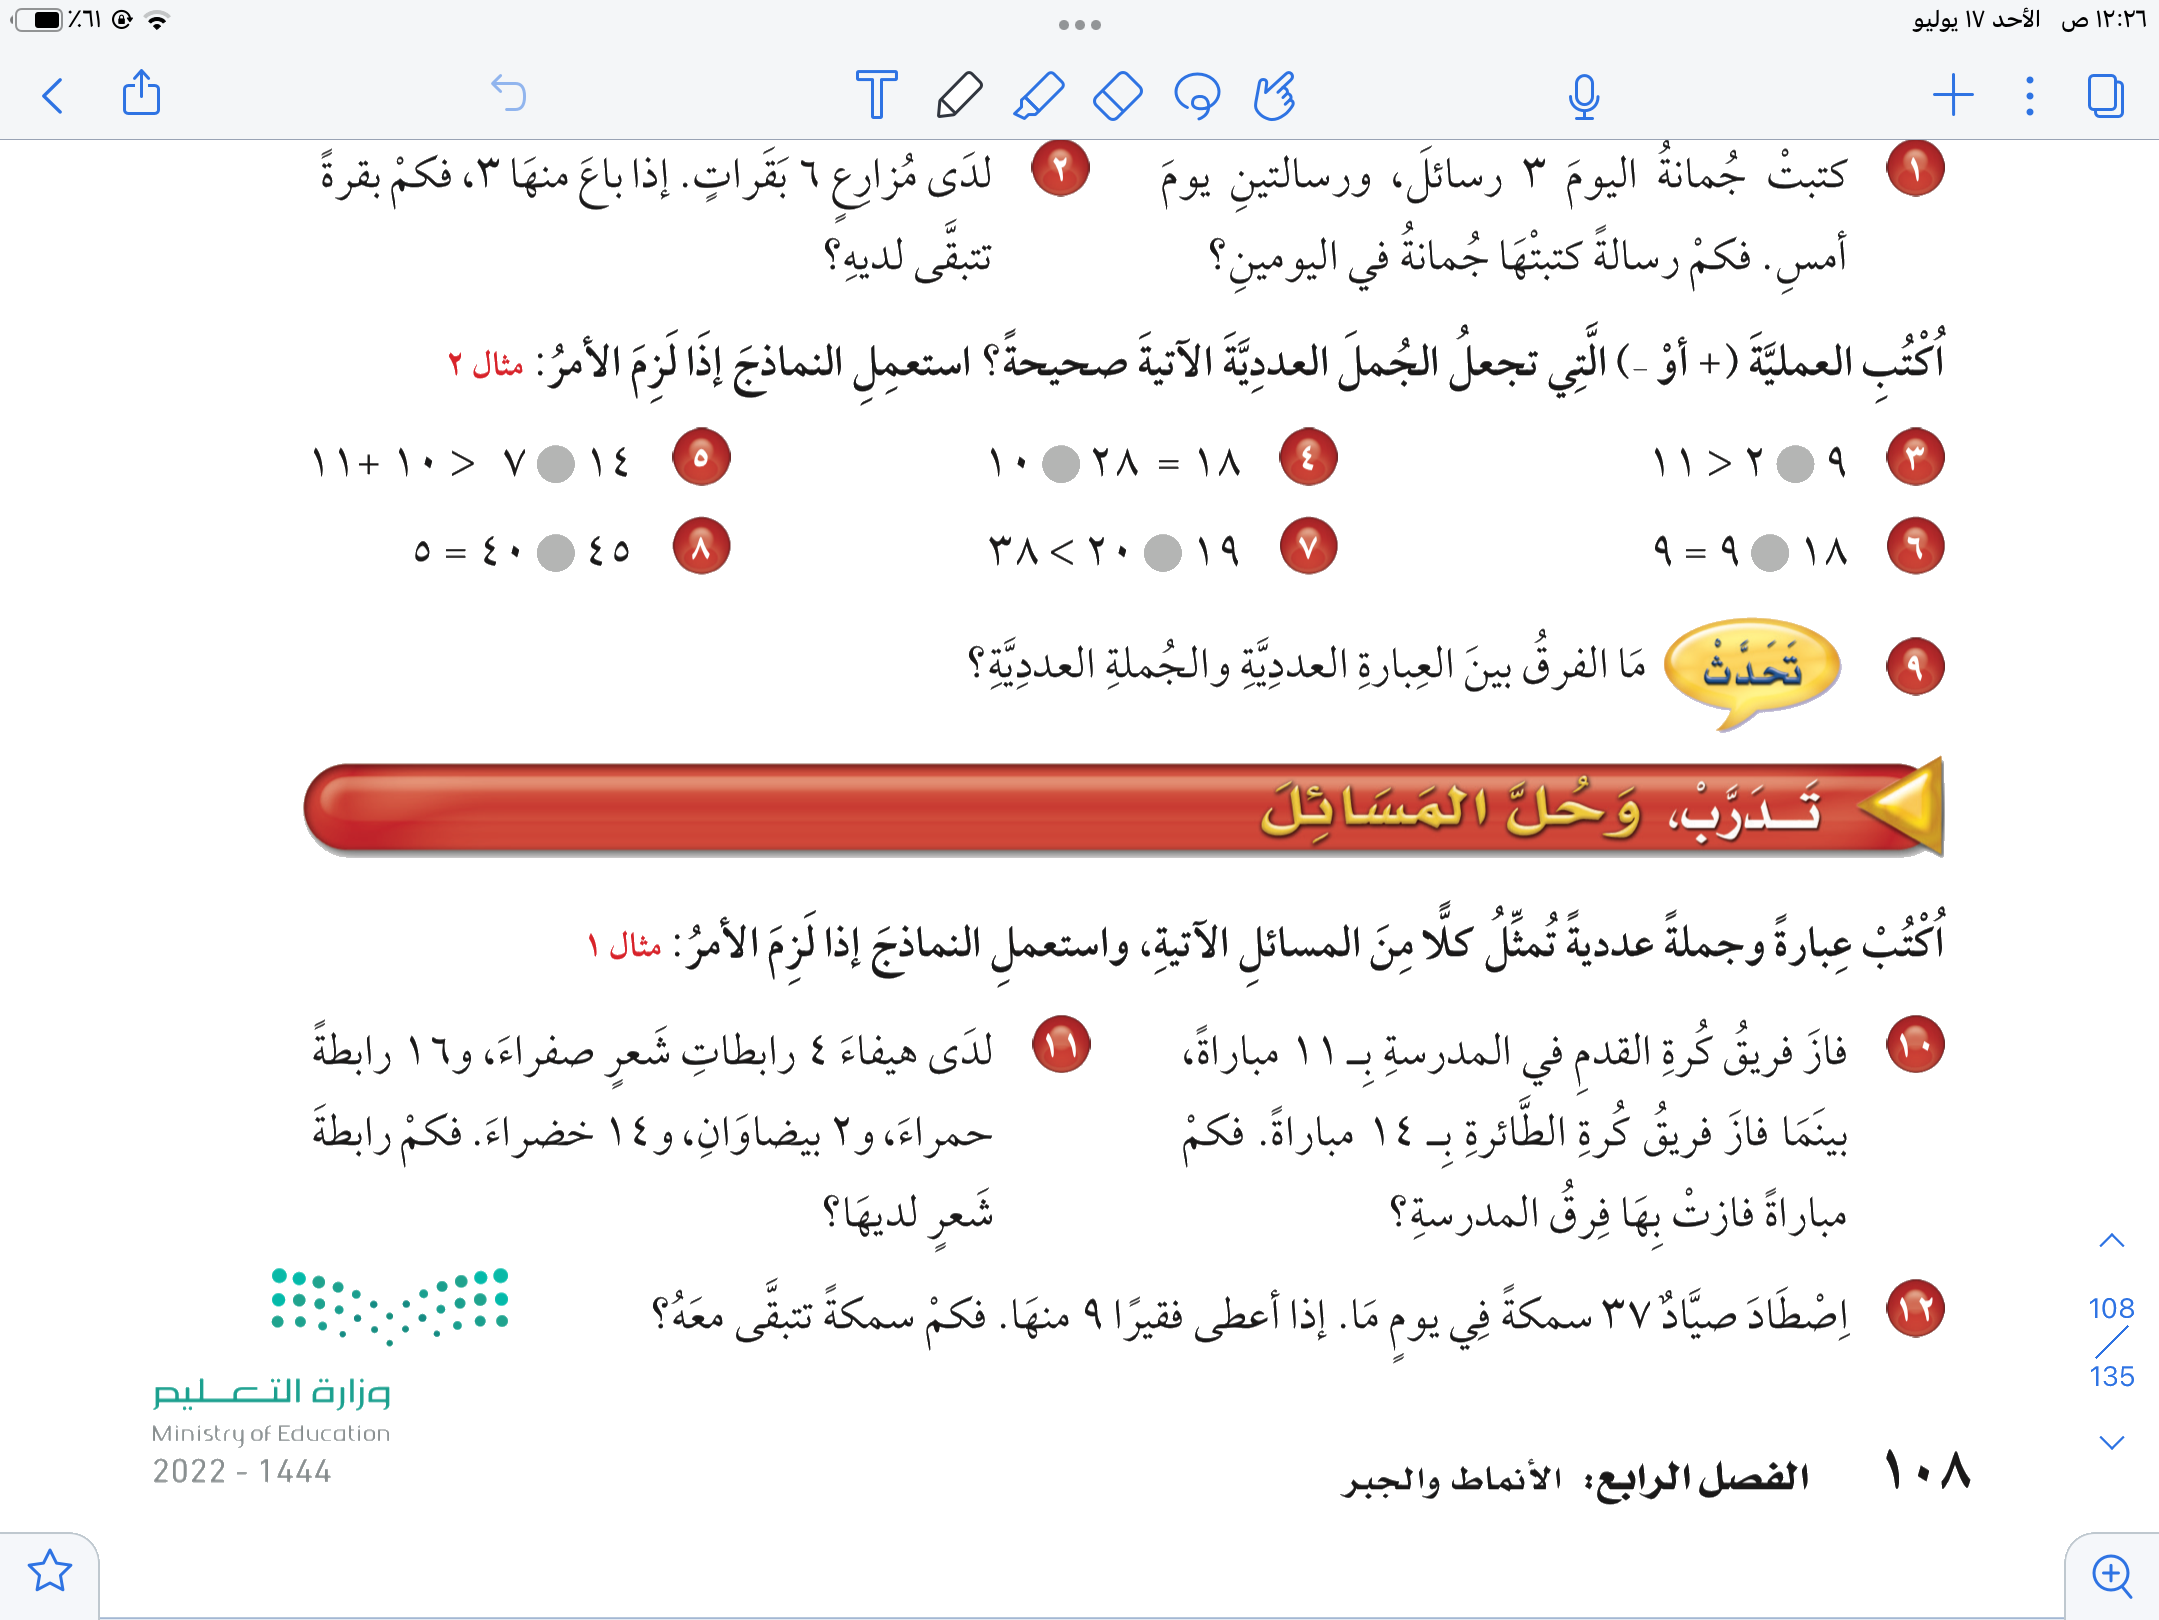 ١٢:٢٦ ص الأحد ١٧ يوليو
٪٦١
١ كتبتْ جُمانةُ اليومَ ٣ رسائلَ، ورسالتينِ يومَ
أمسِ. فكمْ رسالةً كتبتْهَا جُمانةُ في اليومينِ؟
٢ لدَى مُزارِعٍ ٦ بَقَراتٍ. إذا باعَ منهَا ٣، فكمْ بقرةً
تتبقَّى لديهِ؟
اُكْتُبِ العمليَّةَ (+ أوْ -) الَّتِي تجعلُ الجُملَ العدديَّةَ الآتيةَ صحيحةً؟ استعمِلِ النماذجَ إذَا لَزِمَ الأمرُ: مثال ٢
٣ ٩ ● ٢ < ١١
٤ ١٨ = ٢٨ ● ١٠
٥ ١٤ ● ٧ < ١٠ + ١١
٦ ١٨ ● ٩ = ٩
٧ ١٩ ● ٢٠ > ٣٨
٨ ٤٥ ● ٤٠ = ٥
٩ تَحَدَّثْ مَا الفرقُ بينَ العِبارةِ العدديَّةِ والجُملةِ العدديَّةِ؟
تَدَرَّبْ، وَحُلَّ المَسَائِلَ
اُكْتُبْ عِبارةً وجملةً عدديةً تُمثِّلُ كلًّا مِنَ المسائلِ الآتيةِ، واستعملِ النماذجَ إذا لَزِمَ الأمرُ: مثال ١
١٠ فازَ فريقُ كُرةِ القدمِ في المدرسةِ بِـ ١١ مباراةً،
بينَمَا فازَ فريقُ كُرةِ الطَّائرةِ بِـ ١٤ مباراةً. فكمْ
مباراةً فازتْ بِهَا فِرقُ المدرسةِ؟
١١ لدَى هيفاءَ ٤ رابطاتِ شَعرٍ صفراءَ، و١٦ رابطةً
حمراءَ، و٢ بيضاوَانِ، و١٤ خضراءَ. فكمْ رابطةَ
شَعرٍ لديهَا؟
١٢ اِصْطَادَ صيَّادٌ ٣٧ سمكةً فِي يومٍ مَا. إذا أعطى فقيرًا ٩ منهَا. فكمْ سمكةً تتبقَّى معَهُ؟
108
135
وزارة التعليم
Ministry of Education
2022 - 1444
١٠٨ الفصل الرابع: الأنماط والجبر